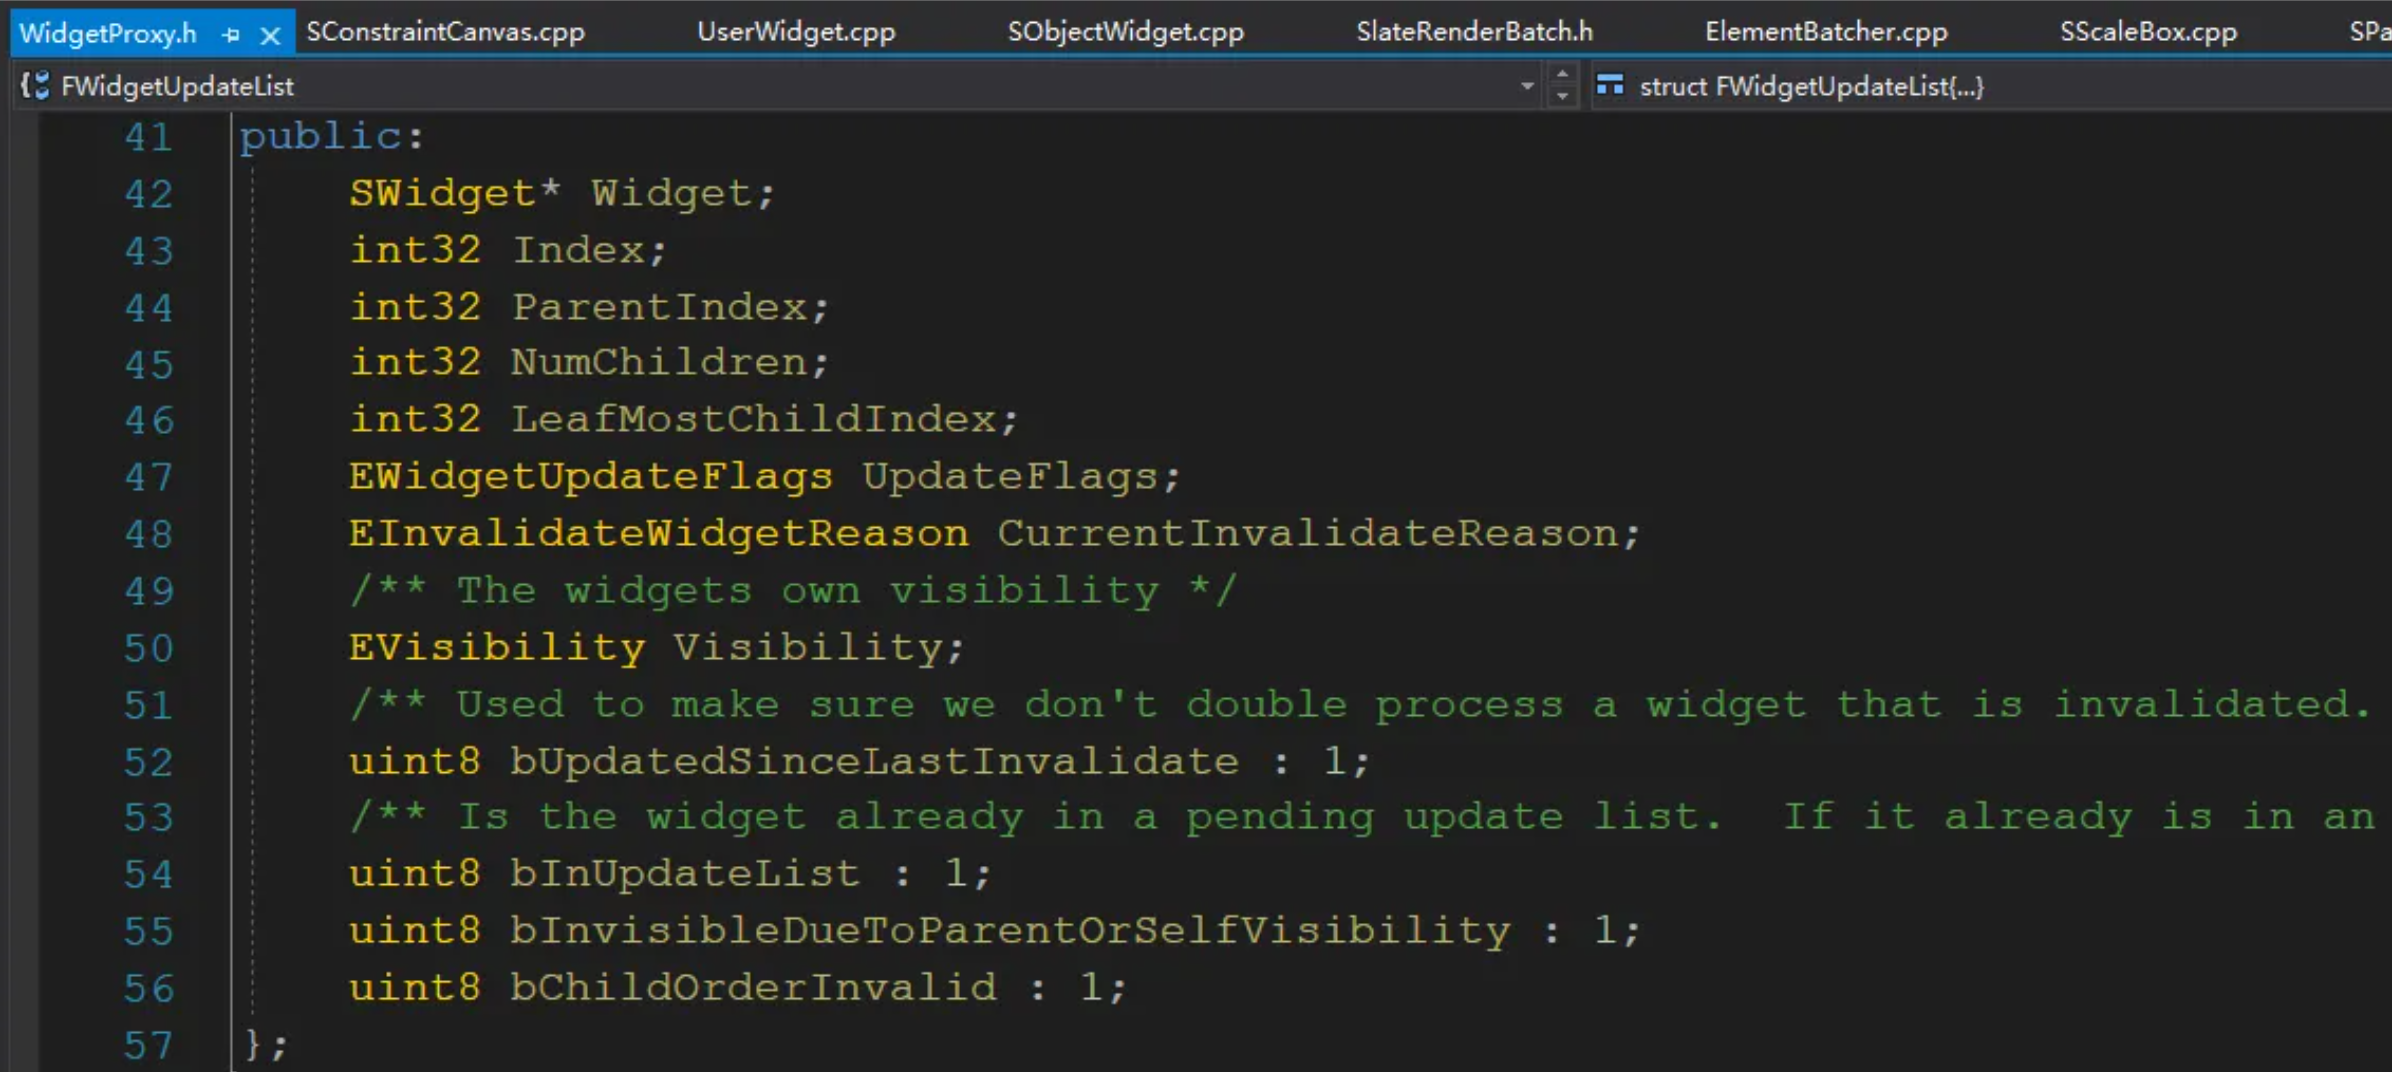 WidgetProxy.h SConstraintCanvas.cpp UserWidget.cpp SObjectWidget.cpp SlateRenderBatch.h ElementBatcher.cpp SScaleBox.cpp SPa
FWidgetUpdateList struct FWidgetUpdateList{...}
41 public:
42 SWidget* Widget;
43 int32 Index;
44 int32 ParentIndex;
45 int32 NumChildren;
46 int32 LeafMostChildIndex;
47 EWidgetUpdateFlags UpdateFlags;
48 EInvalidateWidgetReason CurrentInvalidateReason;
49 /** The widgets own visibility */
50 EVisibility Visibility;
51 /** Used to make sure we don't double process a widget that is invalidated.
52 uint8 bUpdatedSinceLastInvalidate : 1;
53 /** Is the widget already in a pending update list.  If it already is in an
54 uint8 bInUpdateList : 1;
55 uint8 bInvisibleDueToParentOrSelfVisibility : 1;
56 uint8 bChildOrderInvalid : 1;
57 };